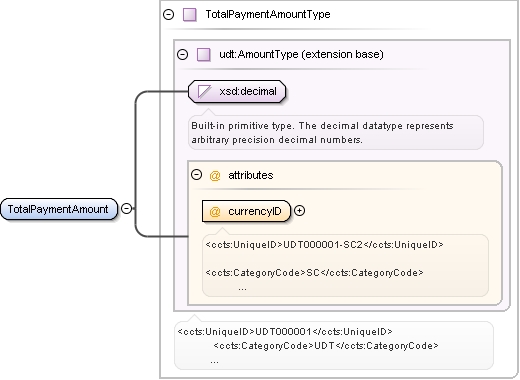 TotalPaymentAmountType
udt:AmountType (extension base)
xsd:decimal
Built-in primitive type. The decimal datatype represents
arbitrary precision decimal numbers.
@ attributes
TotalPaymentAmount
@ currencyID
<ccts:UniqueID>UDT000001-SC2</ccts:UniqueID>
<ccts:CategoryCode>SC</ccts:CategoryCode>
...
<ccts:UniqueID>UDT000001</ccts:UniqueID>
<ccts:CategoryCode>UDT</ccts:CategoryCode>
...